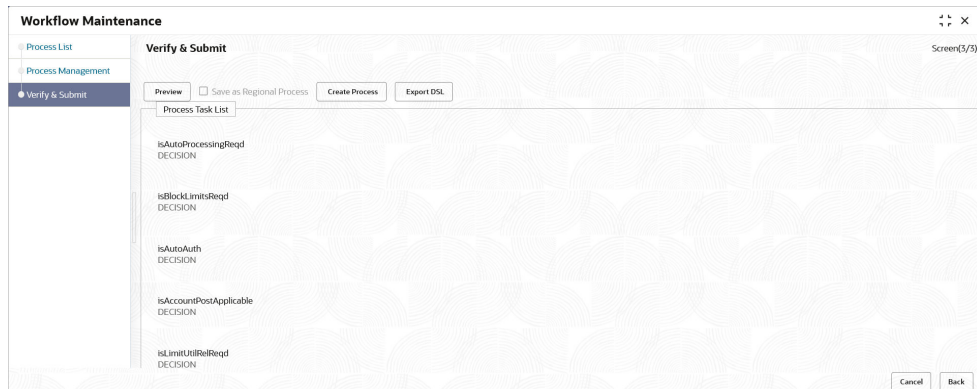 Workflow Maintenance
Process List
Process Management
Verify & Submit
Verify & Submit
Screen(3/3)
Preview
Save as Regional Process
Create Process
Export DSL
Process Task List
isAutoProcessingReqd
DECISION
isBlockLimitsReqd
DECISION
isAutoAuth
DECISION
isAccountPostApplicable
DECISION
isLimitUtilRelReqd
DECISION
Cancel
Back